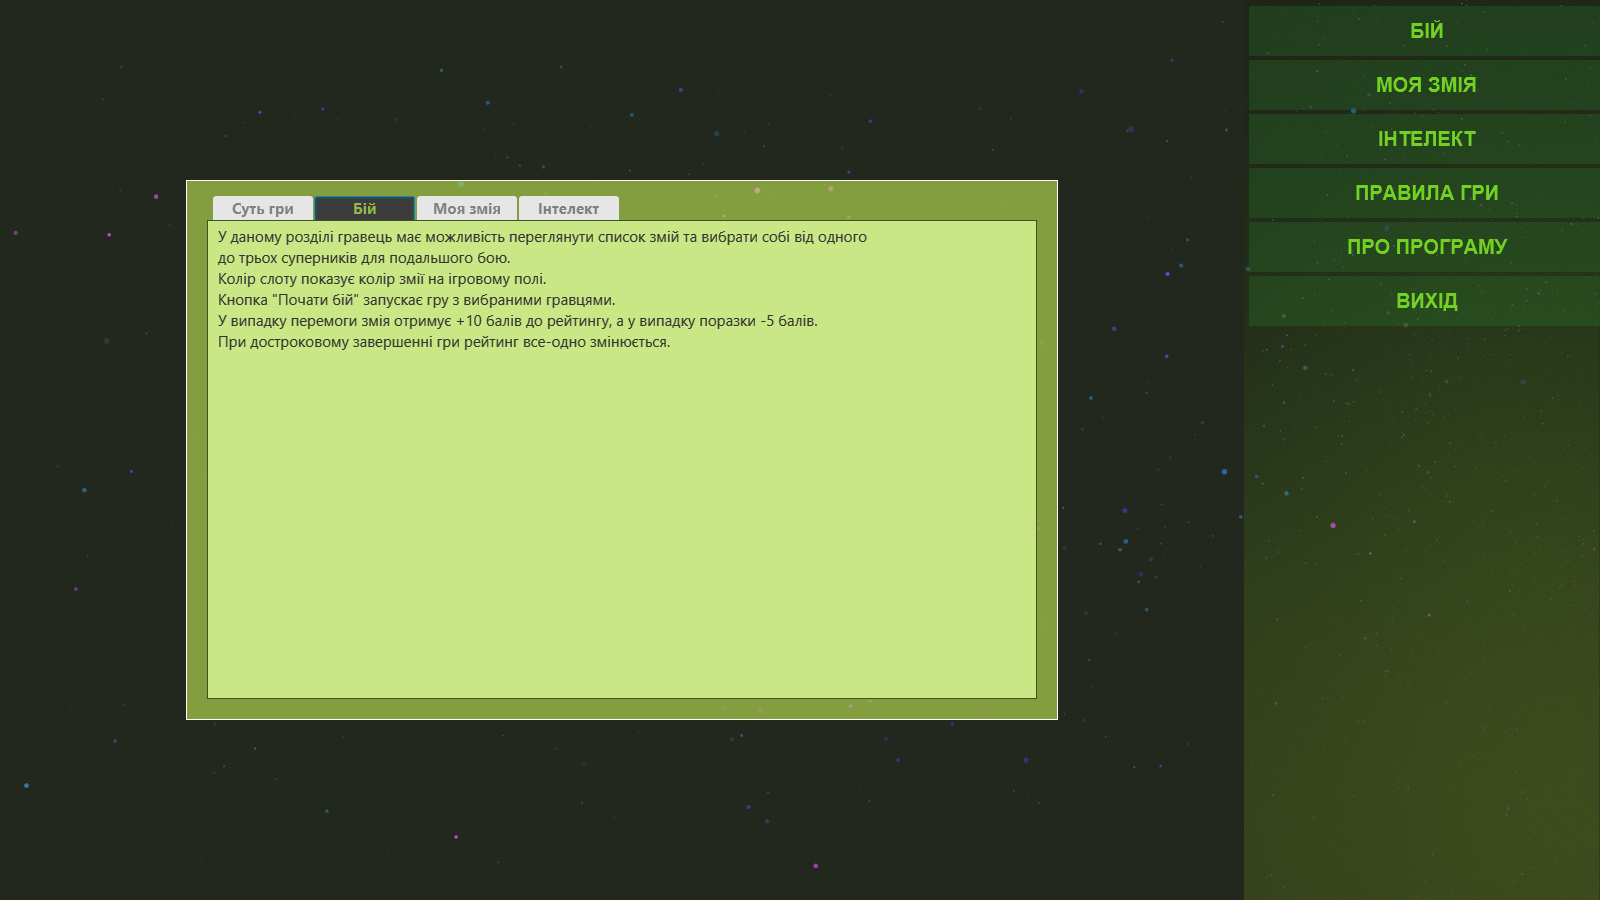 Суть гри
Бій
Моя змія
Інтелект
У даному розділі гравець має можливість переглянути список змій та вибрати собі від одного
до трьох суперників для подальшого бою.
Колір слоту показує колір змії на ігровому полі.
Кнопка "Почати бій" запускає гру з вибраними гравцями.
У випадку перемоги змія отримує +10 балів до рейтингу, а у випадку поразки -5 балів.
При достроковому завершенні гри рейтинг все-одно змінюється.
БІЙ
МОЯ ЗМІЯ
ІНТЕЛЕКТ
ПРАВИЛА ГРИ
ПРО ПРОГРАМУ
ВИХІД